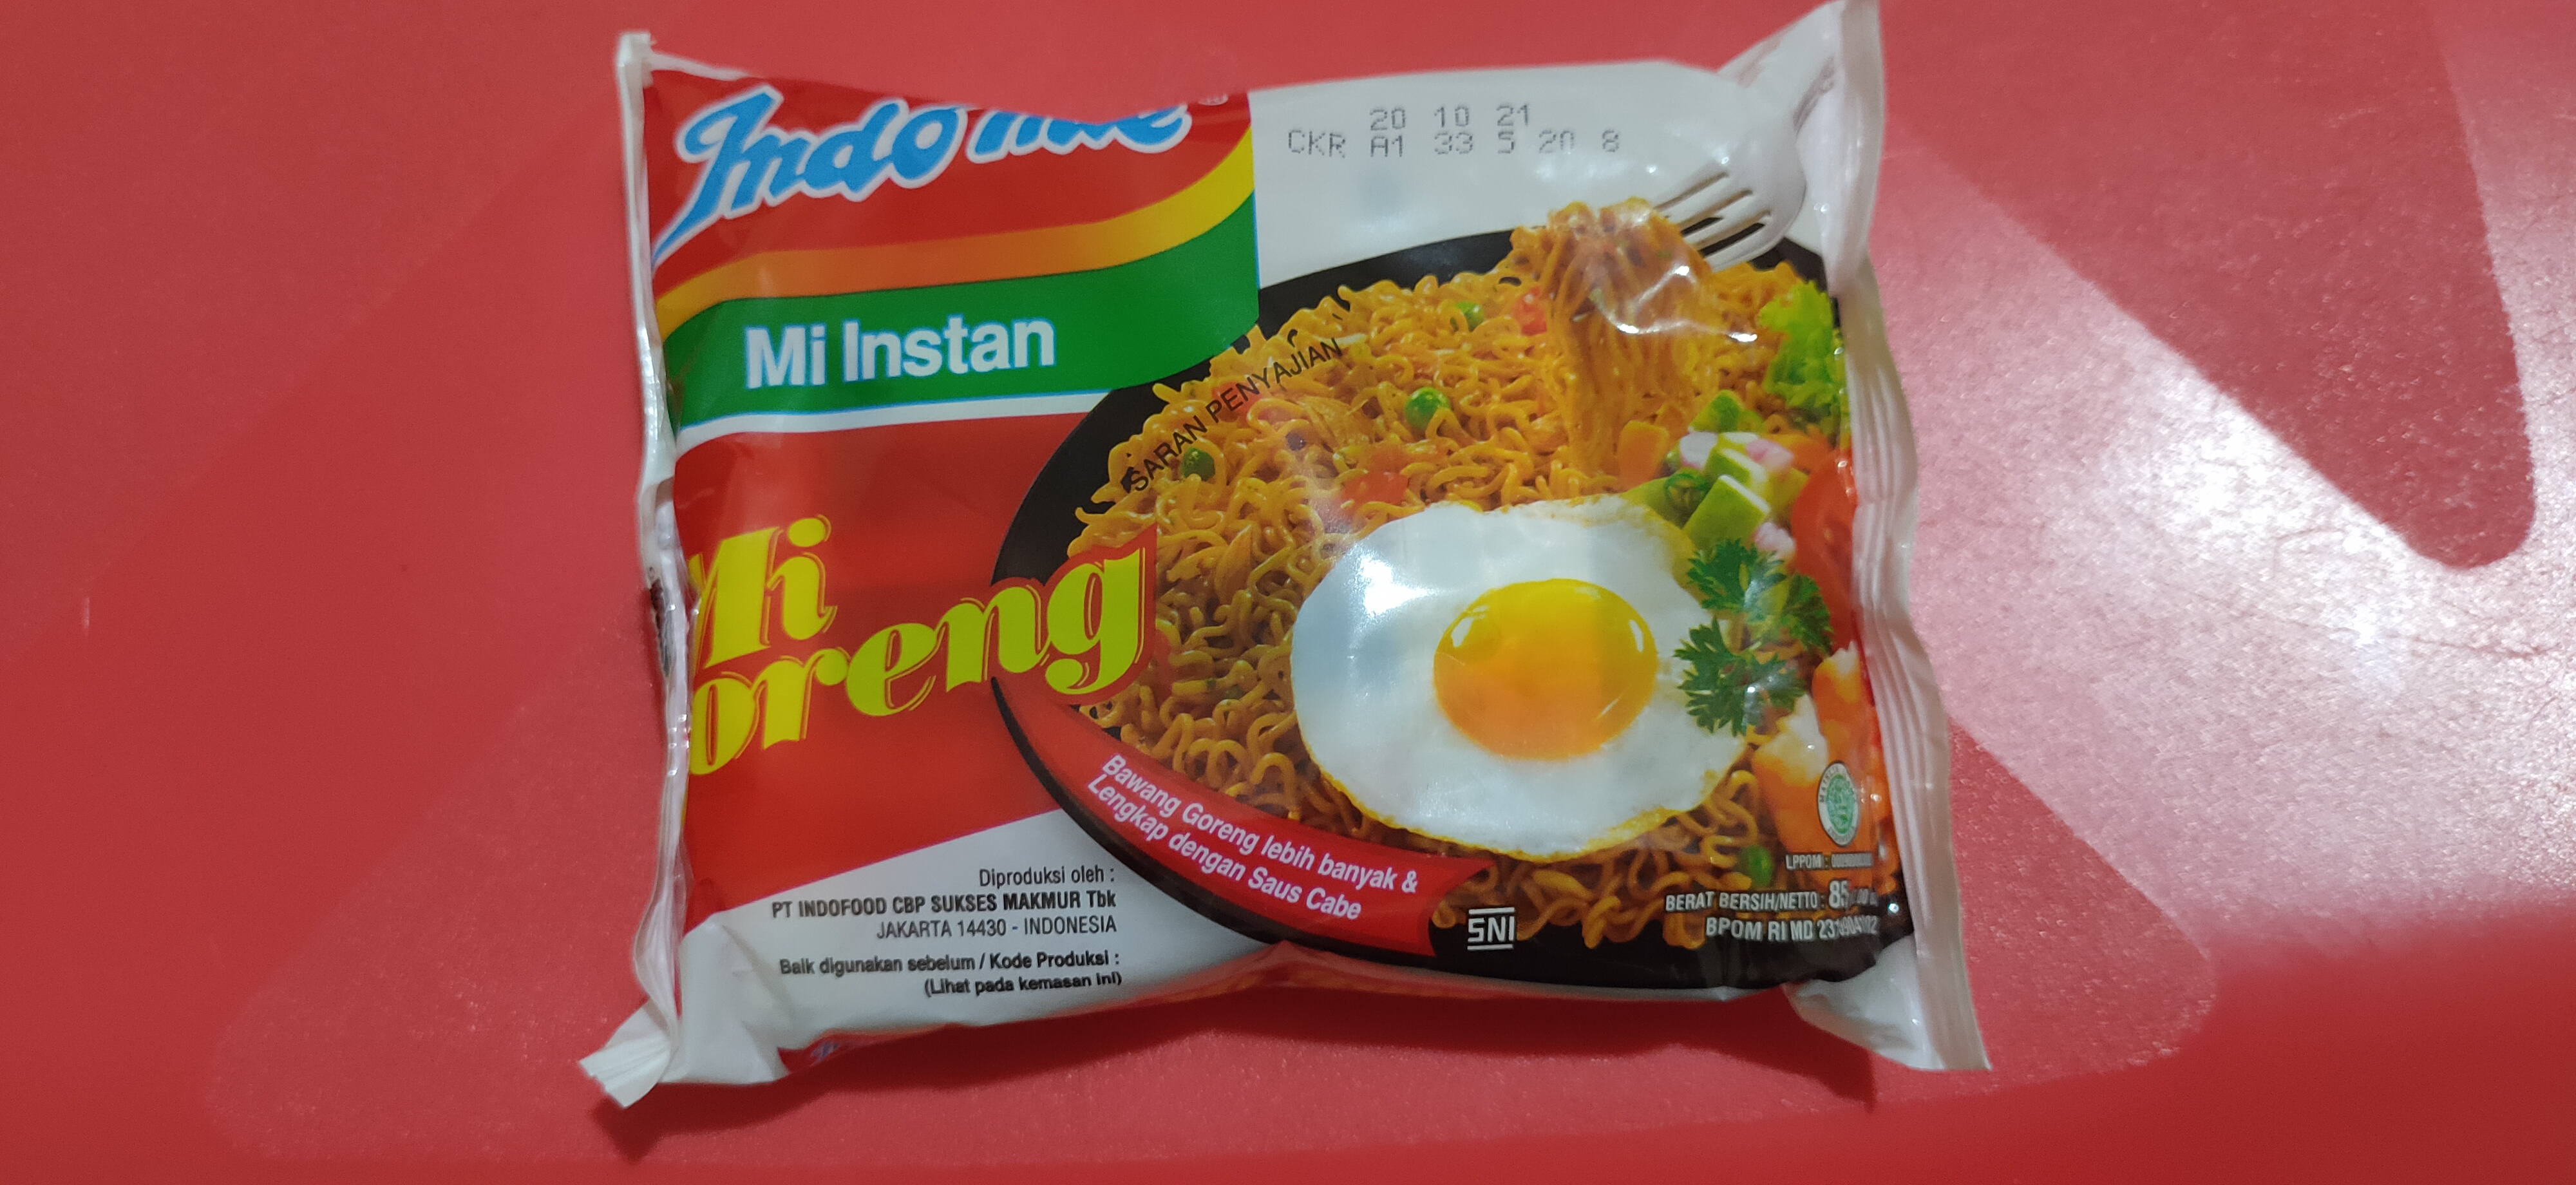 Indomie
20 10 21
CKR A1 33 5 20 8
Mi Instan
SARAN PENYAJIAN
Mi
oreng
Bawang Goreng lebih banyak &
Lengkap dengan Saus Cabe
Diproduksi oleh :
PT INDOFOOD CBP SUKSES MAKMUR Tbk
JAKARTA 14430 - INDONESIA
Baik digunakan sebelum / Kode Produksi :
(Lihat pada kemasan ini)
SNI
LPPOM :
BERAT BERSIH/NETTO : 85
BPOM RI MD